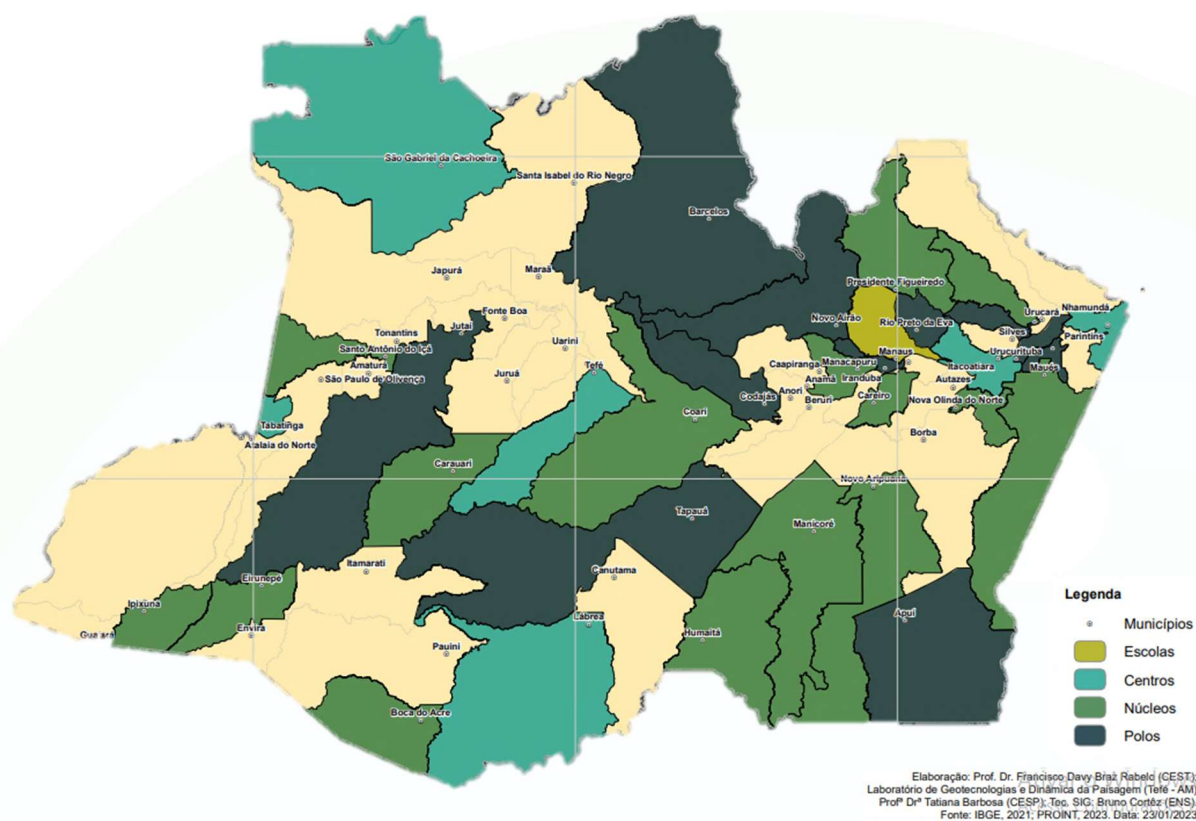 São Gabriel da Cachoeira
Santa Isabel do Rio Negro
Barcelos
Japurá
Maraã
Presidente Figueiredo
Nhamundá
Fonte Boa
Urucará
Novo Airão
Rio Preto da Eva
Jutaí
Tonantins
Silves
Parintins
Uarini
Santo Antônio do Içá
Manaus
Urucurituba
Amaturá
Tefé
Caapiranga
Manacapuru
Itacoatiara
Maués
São Paulo de Olivença
Juruá
Anamã
Iranduba
Autazes
Anori
Codajás
Beruri
Careiro
Nova Olinda do Norte
Coari
Tabatinga
Borba
Atalaia do Norte
Carauari
Novo Aripuanã
Tapauá
Manicoré
Itamarati
Canutama
Eirunepé
Ipixuna
Apuí
Lábrea
Envira
Humaitá
Pauini
Boca do Acre
Legenda
Municípios
Escolas
Centros
Núcleos
Polos
Elaboração: Prof. Dr. Francisco Davy Braz Rabelo (CEST);
Laboratório de Geotecnologias e Dinâmica da Paisagem (Tefé - AM)
Profª Drª Tatiana Barbosa (CESP); Tec. SIG: Bruno Cortêz (ENS).
Fonte: IBGE, 2021; PROINT, 2023. Data: 23/01/2023